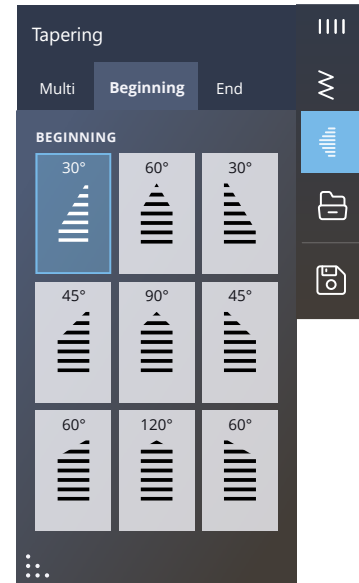 Tapering
Multi Beginning End
BEGINNING
30° 60° 30°
45° 90° 45°
60° 120° 60°